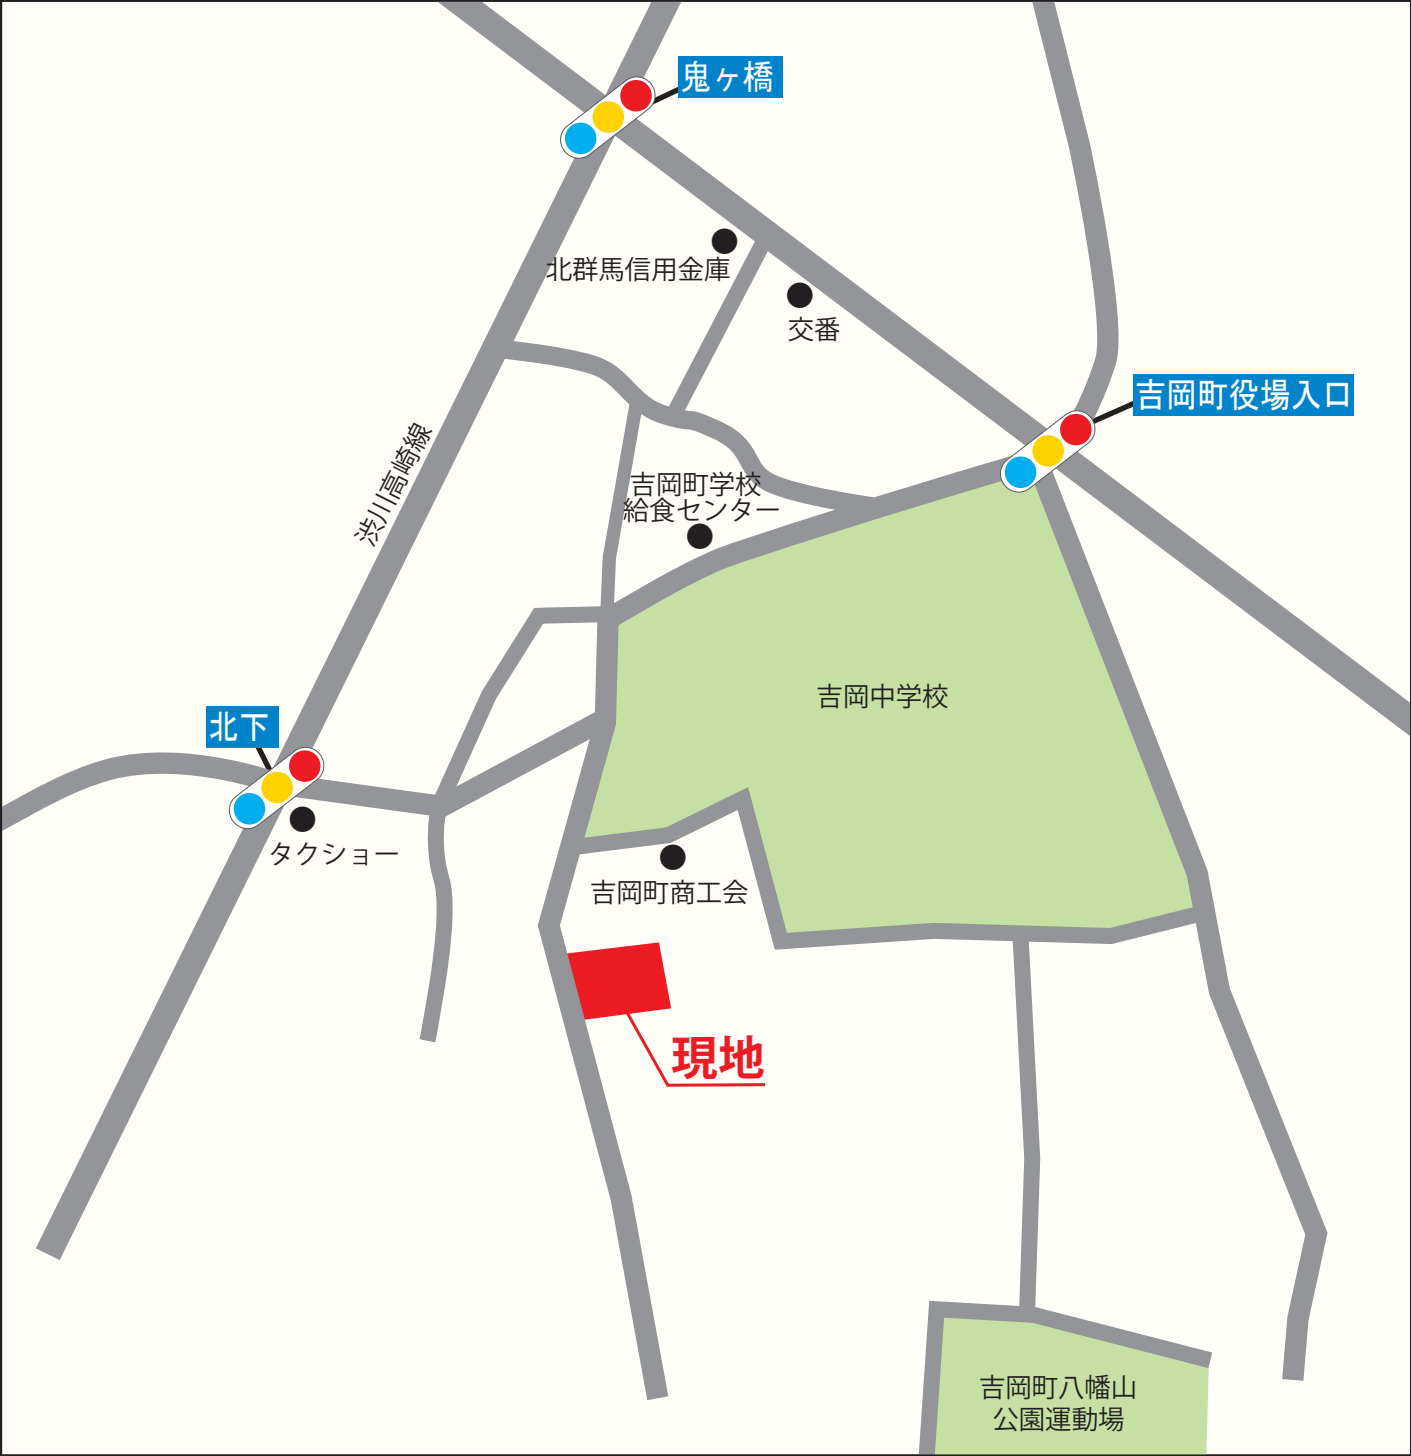 鬼ヶ橋
北群馬信用金庫
交番
吉岡町役場入口
渋川高崎線
吉岡町学校
給食センター
吉岡中学校
北下
タクショー
吉岡町商工会
現地
吉岡町八幡山
公園運動場